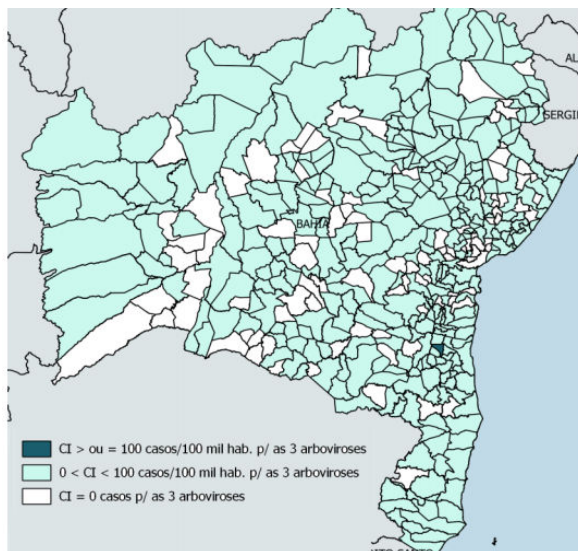 AL
SERGI
BAHIA
CI > ou = 100 casos/100 mil hab. p/ as 3 arboviroses
0 < CI < 100 casos/100 mil hab. p/ as 3 arboviroses
CI = 0 casos p/ as 3 arboviroses